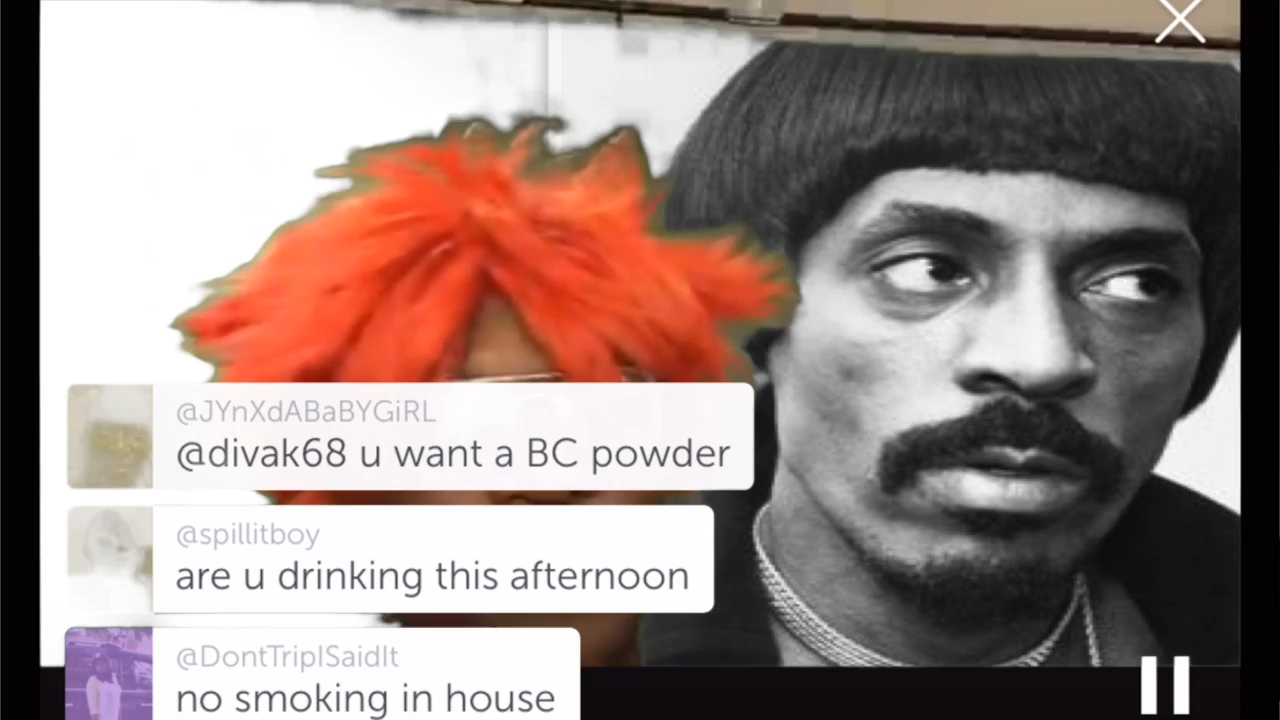 @JYnXdABaBYGiRL
@divak68 u want a BC powder
@spillitboy
are u drinking this afternoon
@DontTripISaidIt
no smoking in house